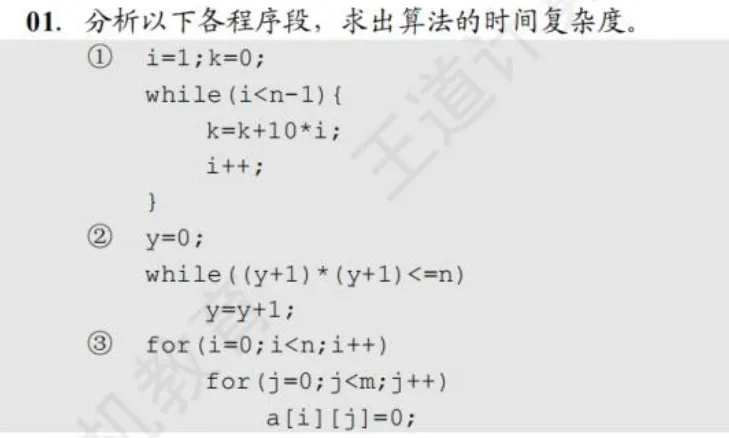 01. 分析以下各程序段，求出算法的时间复杂度。
① i=1;k=0;
while(i<n-1){
k=k+10*i;
i++;
}
② y=0;
while((y+1)*(y+1)<=n)
y=y+1;
③ for(i=0;i<n;i++)
for(j=0;j<m;j++)
a[i][j]=0;
王道计
机教育